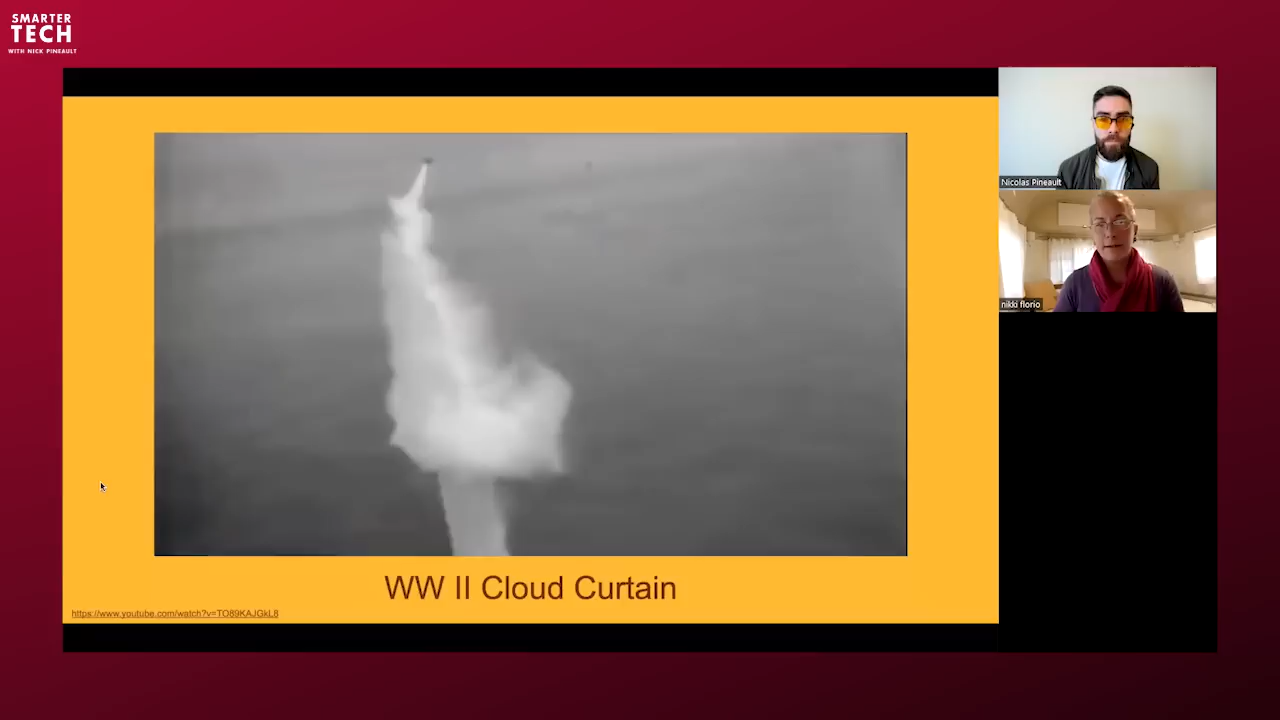 SMARTER
TECH
WITH NICK PINEAULT
Nicolas Pineault
nikki florio
WW II Cloud Curtain
https://www.youtube.com/watch?v=TO89KAJGkL8